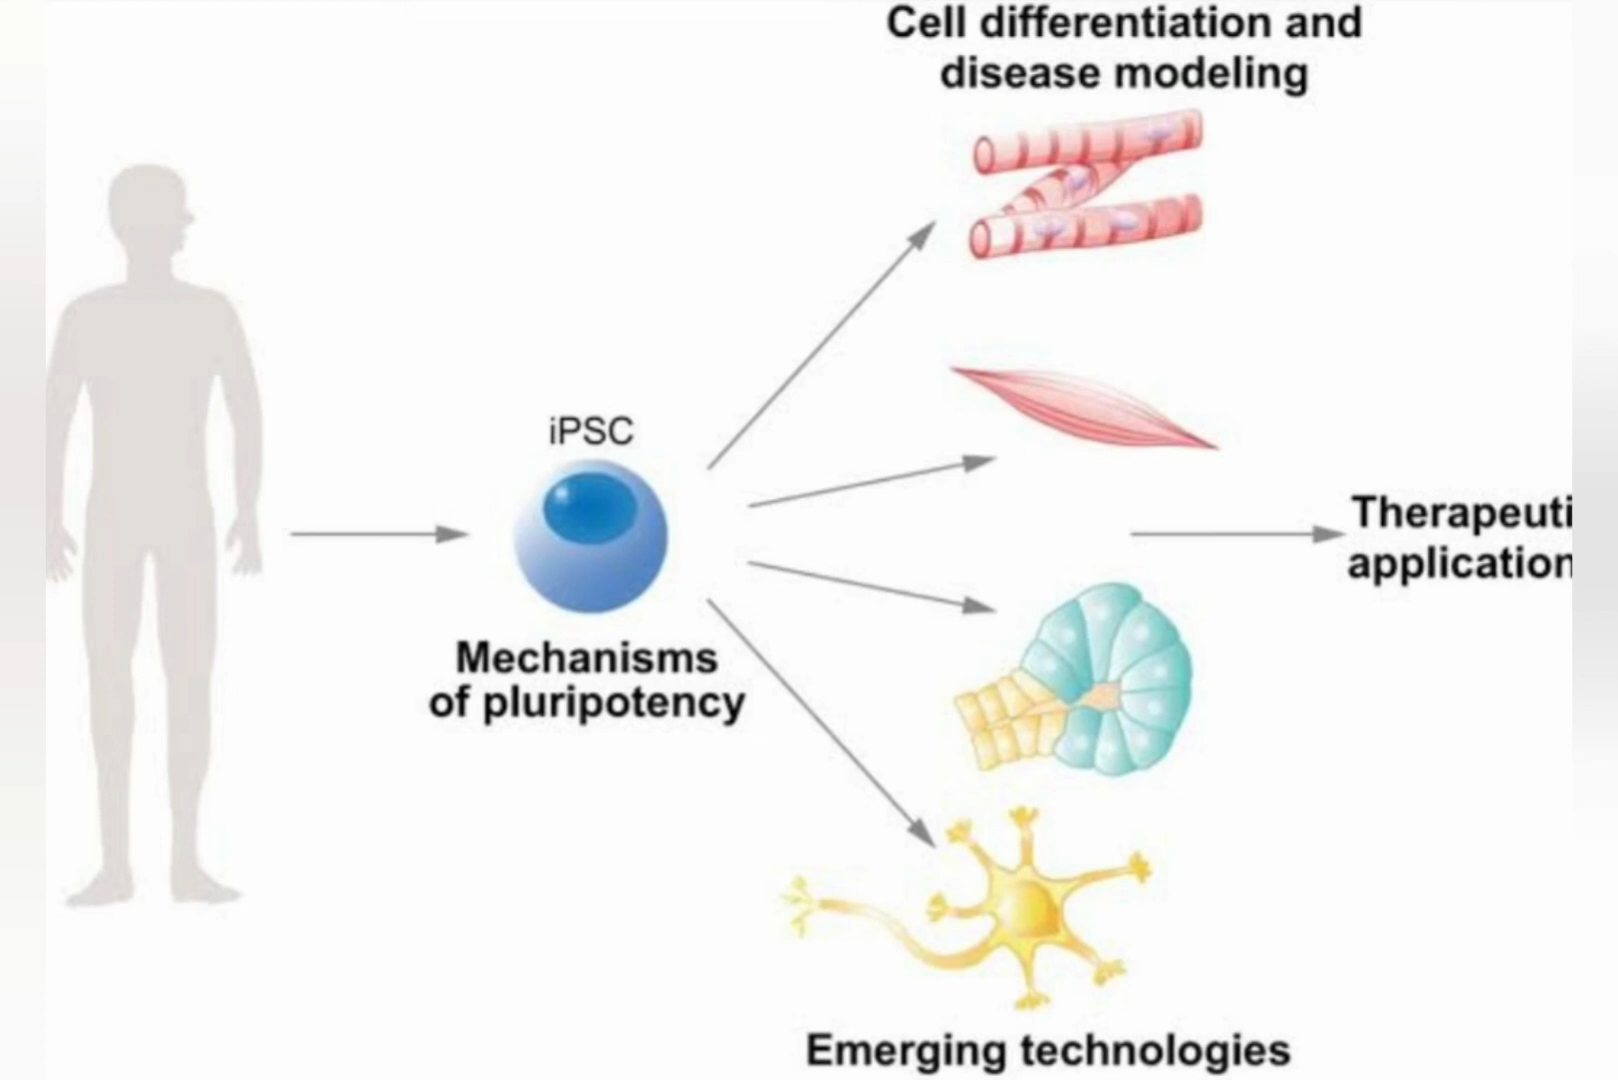 Cell differentiation and
disease modeling
iPSC
Mechanisms
of pluripotency
Therapeuti
application
Emerging technologies